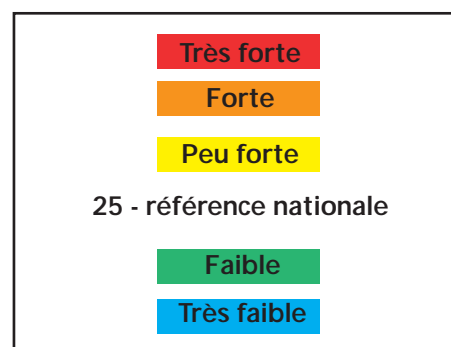 Très forte
Forte
Peu forte
25 - référence nationale
Faible
Très faible